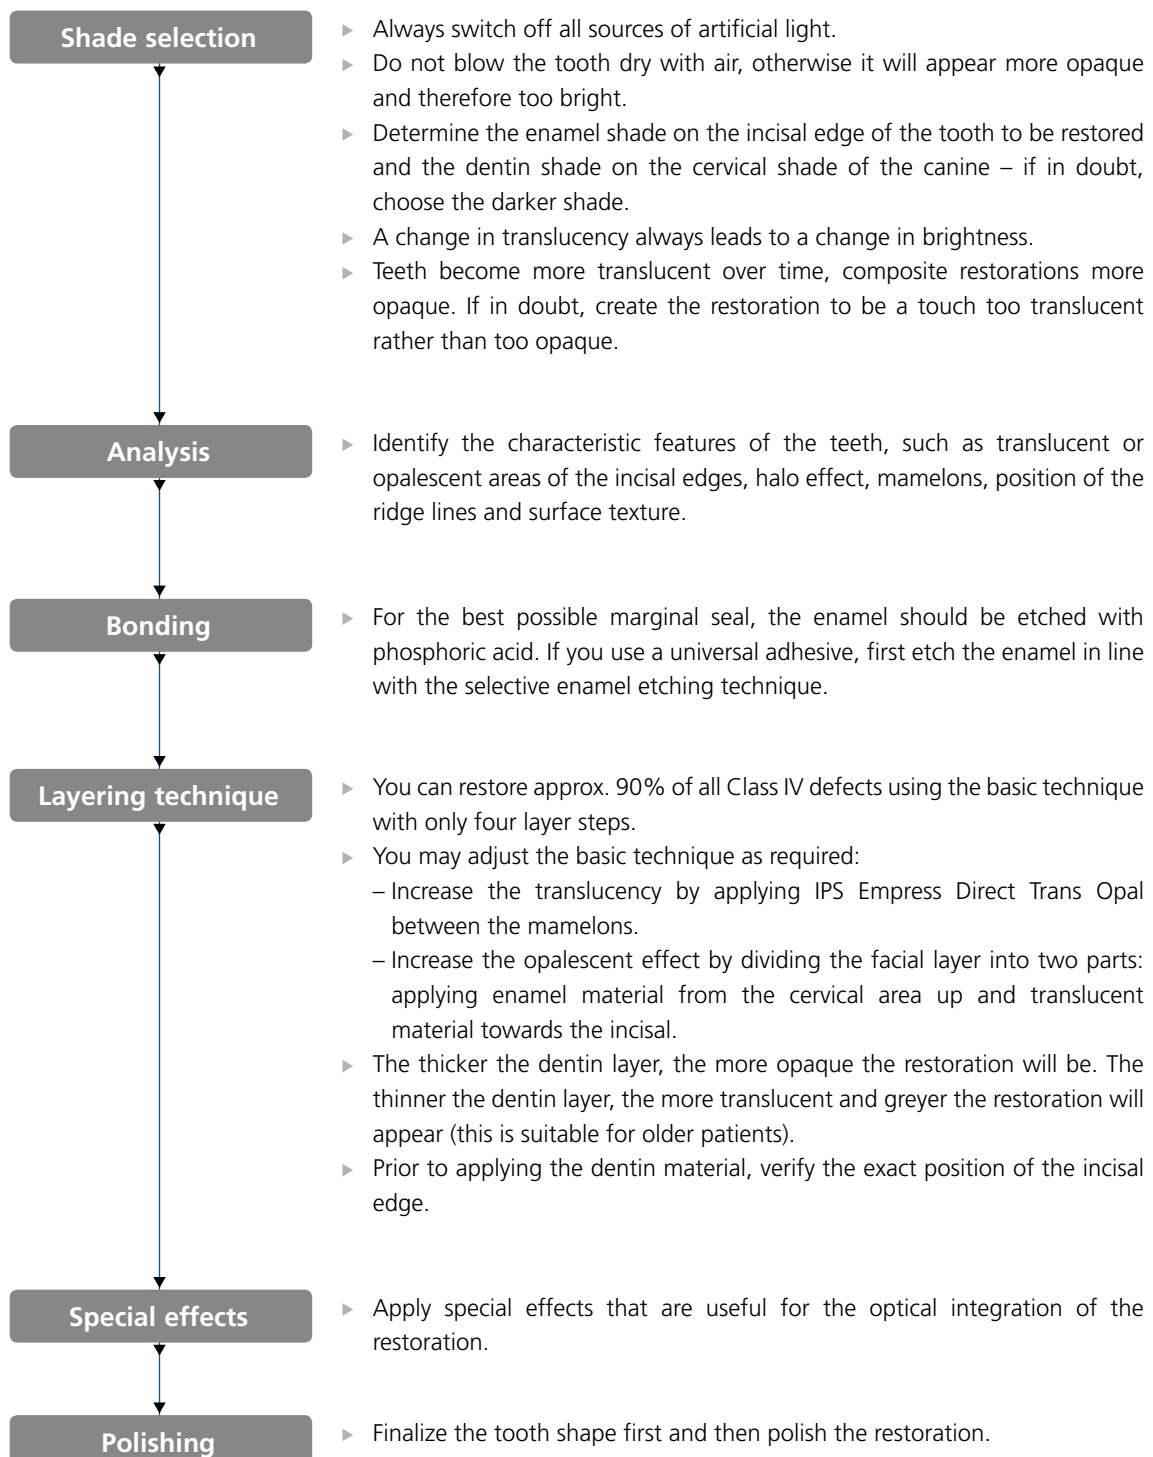 Shade selection
Always switch off all sources of artificial light.
Do not blow the tooth dry with air, otherwise it will appear more opaque
and therefore too bright.
Determine the enamel shade on the incisal edge of the tooth to be restored
and the dentin shade on the cervical shade of the canine – if in doubt,
choose the darker shade.
A change in translucency always leads to a change in brightness.
Teeth become more translucent over time, composite restorations more
opaque. If in doubt, create the restoration to be a touch too translucent
rather than too opaque.
Analysis
Identify the characteristic features of the teeth, such as translucent or
opalescent areas of the incisal edges, halo effect, mamelons, position of the
ridge lines and surface texture.
Bonding
For the best possible marginal seal, the enamel should be etched with
phosphoric acid. If you use a universal adhesive, first etch the enamel in line
with the selective enamel etching technique.
Layering technique
You can restore approx. 90% of all Class IV defects using the basic technique
with only four layer steps.
You may adjust the basic technique as required:
– Increase the translucency by applying IPS Empress Direct Trans Opal
between the mamelons.
– Increase the opalescent effect by dividing the facial layer into two parts:
applying enamel material from the cervical area up and translucent
material towards the incisal.
The thicker the dentin layer, the more opaque the restoration will be. The
thinner the dentin layer, the more translucent and greyer the restoration will
appear (this is suitable for older patients).
Prior to applying the dentin material, verify the exact position of the incisal
edge.
Special effects
Apply special effects that are useful for the optical integration of the
restoration.
Polishing
Finalize the tooth shape first and then polish the restoration.